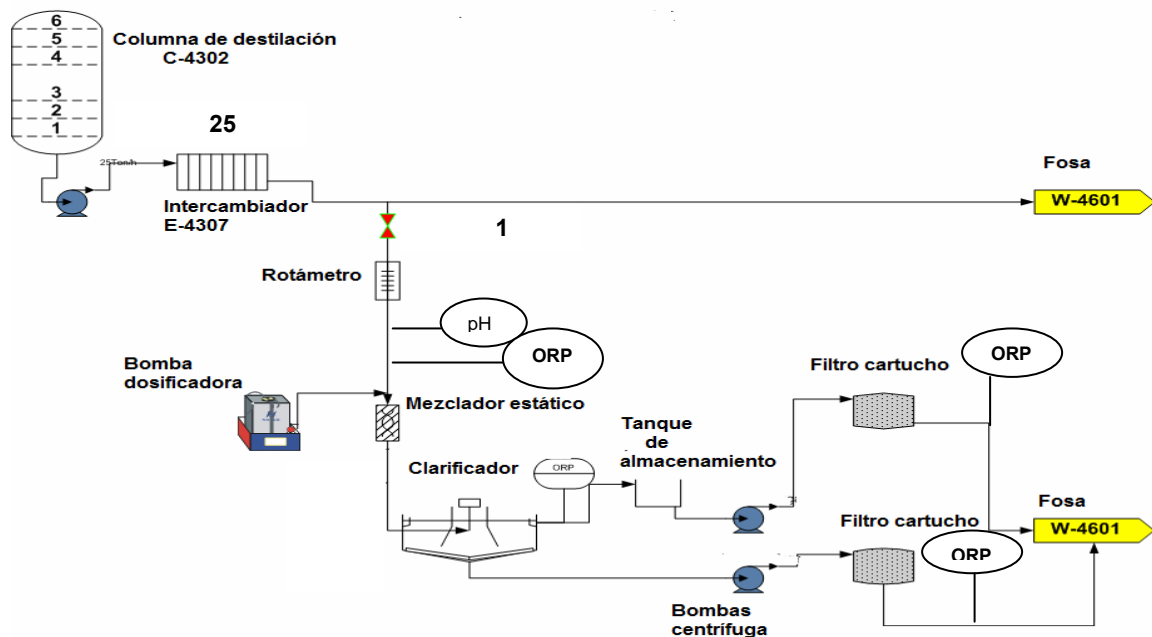 6
5
4
3
2
1
Columna de destilación
C-4302
25
25Ton/h
Intercambiador
E-4307
Fosa
W-4601
1
Rotámetro
pH
ORP
Bomba
dosificadora
Mezclador estático
Filtro cartucho
ORP
Clarificador
ORP
Tanque
de
almacenamiento
Filtro cartucho
ORP
Fosa
W-4601
Bombas
centrífuga